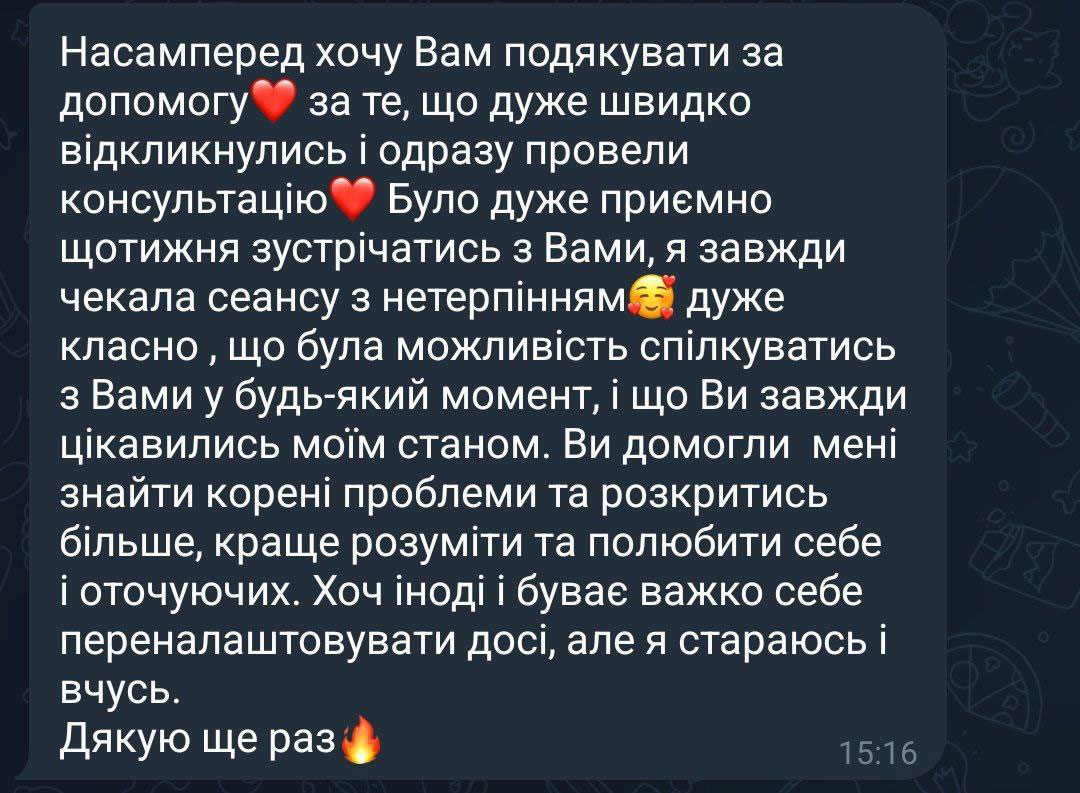 Насамперед хочу Вам подякувати за
допомогу❤️ за те, що дуже швидко
відкликнулись і одразу провели
консультацію❤️ Було дуже приємно
щотижня зустрічатись з Вами, я завжди
чекала сеансу з нетерпінням🥰 дуже
класно , що була можливість спілкуватись
з Вами у будь-який момент, і що Ви завжди
цікавились моїм станом. Ви домогли  мені
знайти корені проблеми та розкритись
більше, краще розуміти та полюбити себе
і оточуючих. Хоч іноді і буває важко себе
переналаштовувати досі, але я стараюсь і
вчусь.
Дякую ще раз🔥
15:16